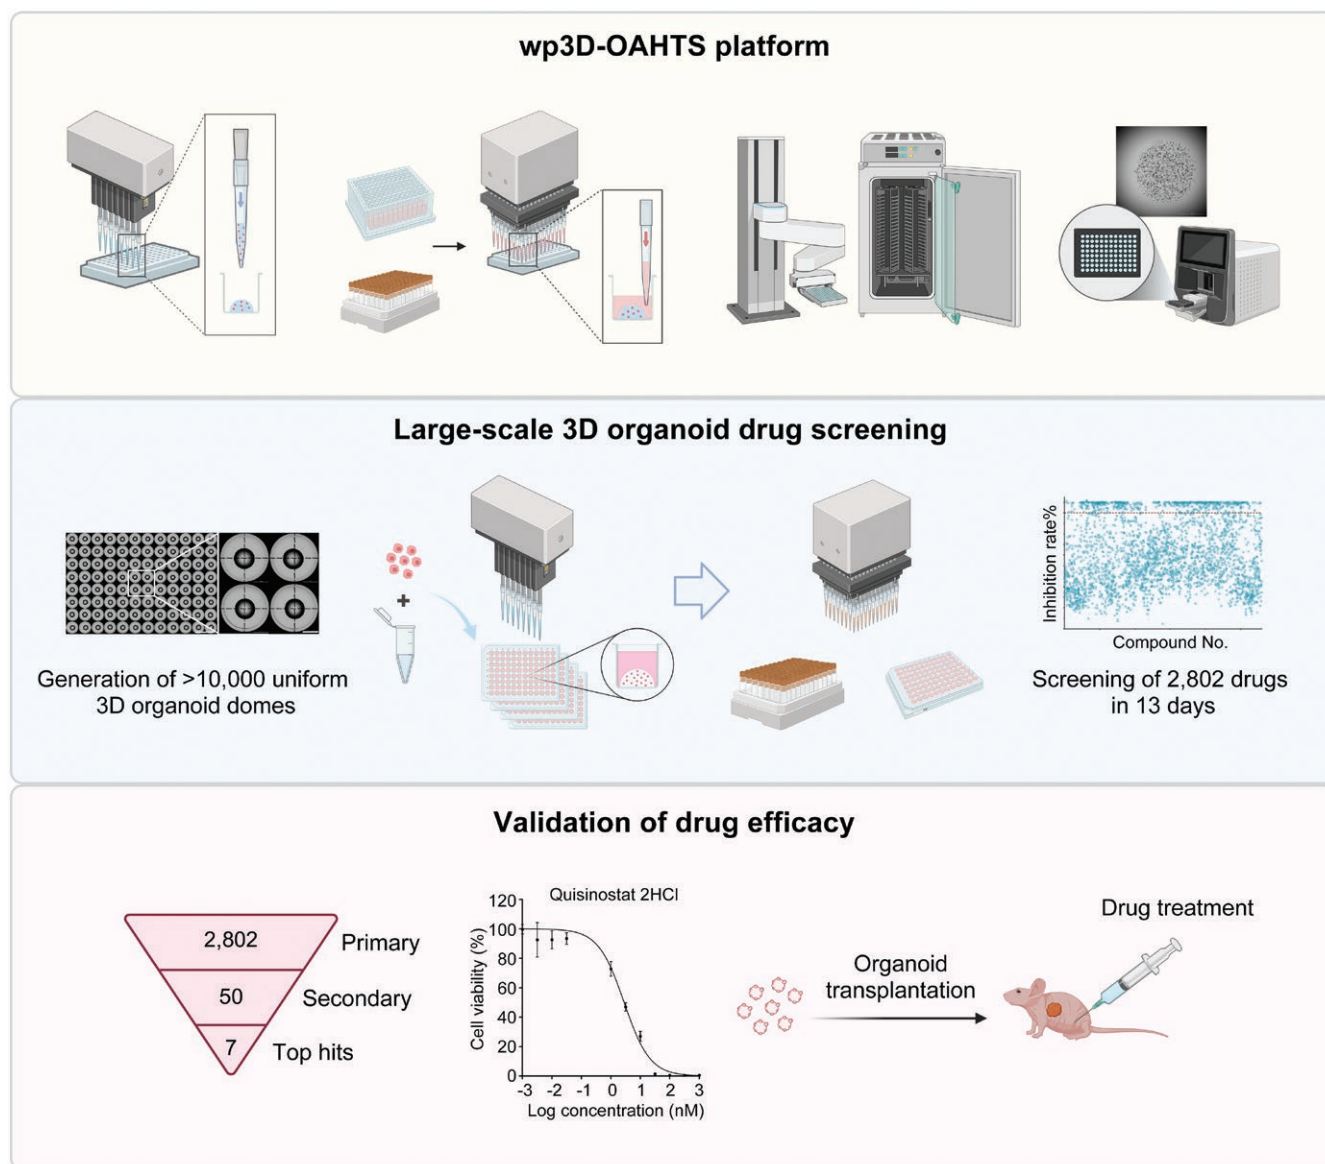 wp3D-OAHTS platform
Large-scale 3D organoid drug screening
Generation of >10,000 uniform
3D organoid domes
+
Inhibition rate%
Compound No.
Screening of 2,802 drugs
in 13 days
Validation of drug efficacy
2,802
Primary
50
Secondary
7
Top hits
Quisinostat 2HCl
Cell viability (%)
120
100
80
60
40
20
0
-3 -2 -1 0 1 2 3
Log concentration (nM)
Organoid
transplantation
Drug treatment